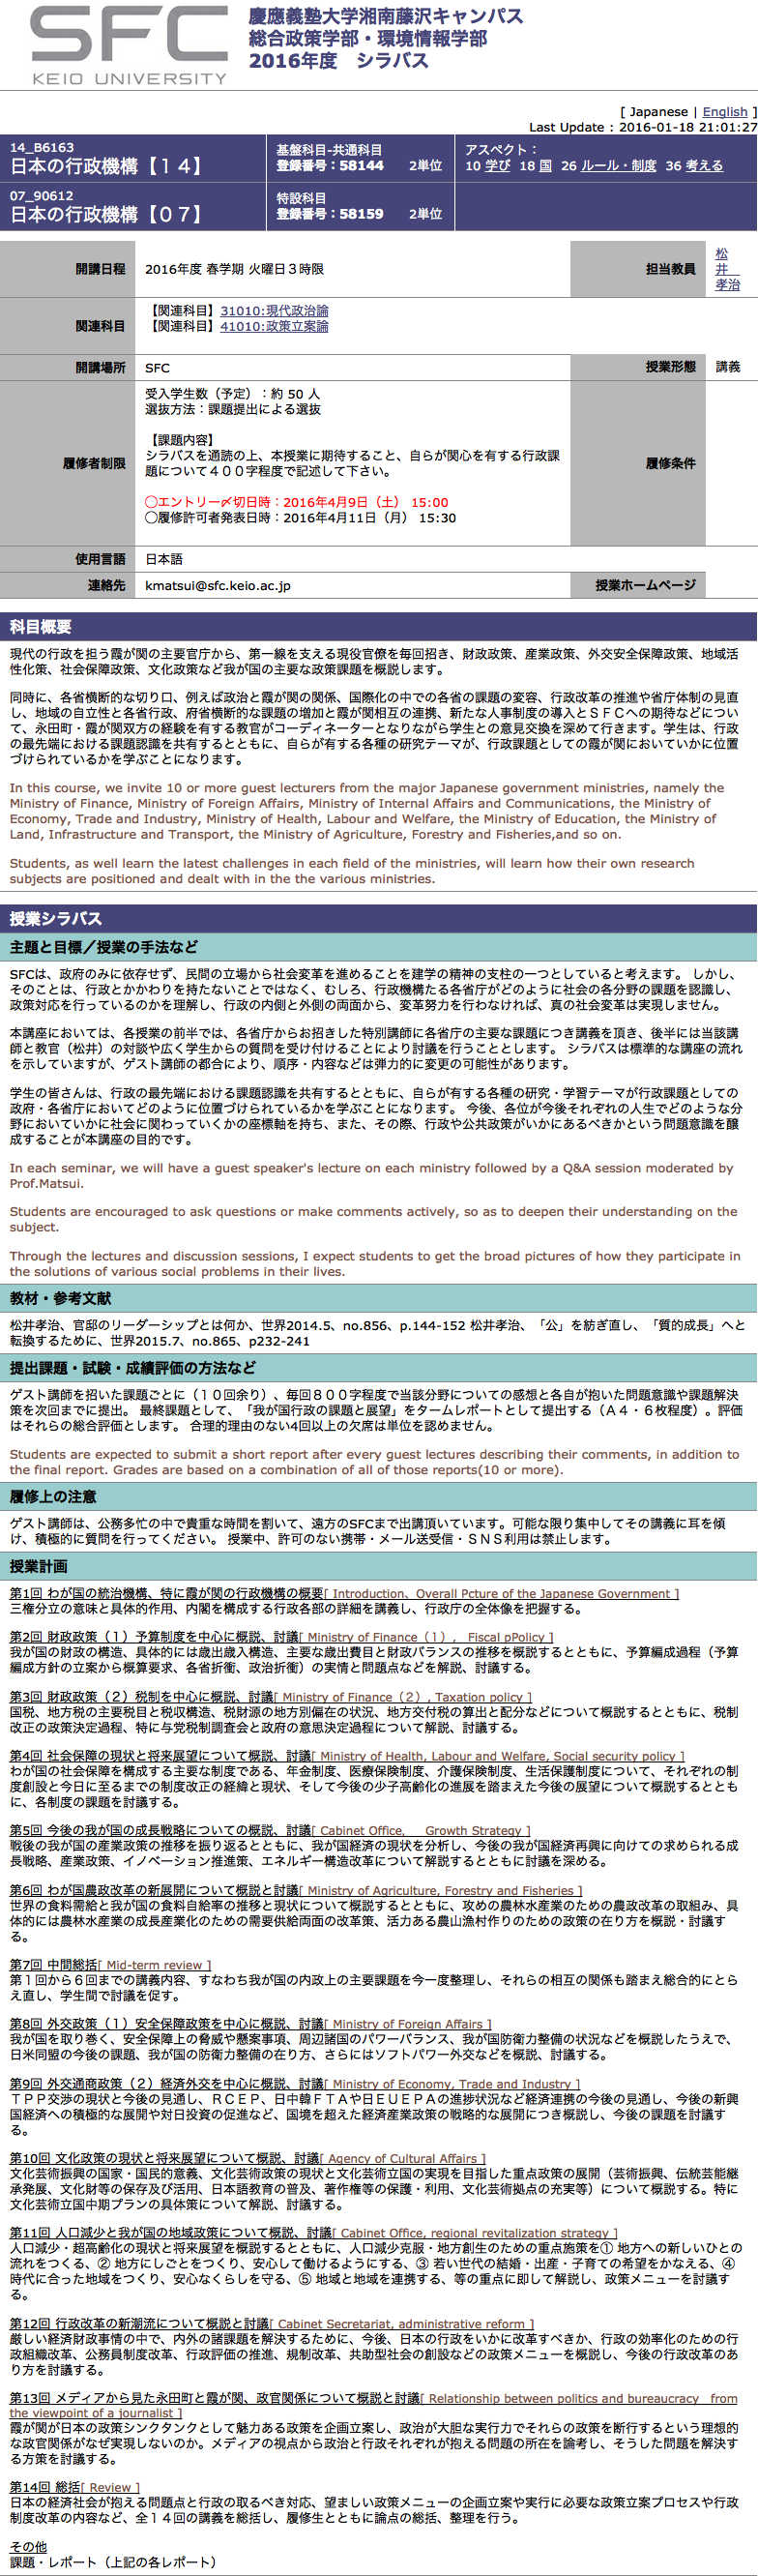 SFC
KEIO UNIVERSITY
慶應義塾大学湘南藤沢キャンパス
総合政策学部・環境情報学部
2016年度　シラバス
[ Japanese | English ]
Last Update : 2016-01-18 21:01:27
14_B6163
日本の行政機構【１４】
基盤科目-共通科目
登録番号：58144　2単位
アスペクト：
10 学び 18 国 26 ルール・制度 36 考える
07_90612
日本の行政機構【０７】
特設科目
登録番号：58159　2単位
開講日程
2016年度 春学期 火曜日３時限
担当教員
松
井
孝治
関連科目
【関連科目】31010:現代政治論
【関連科目】41010:政策立案論
開講場所
SFC
授業形態
講義
履修者制限
受入学生数（予定）：約 50 人
選抜方法：課題提出による選抜
【課題内容】
シラバスを通読の上、本授業に期待すること、自らが関心を有する行政課
題について４００字程度で記述して下さい。
◯エントリー〆切日時：2016年4月9日（土） 15:00
◯履修許可者発表日時：2016年4月11日（月） 15:30
履修条件
使用言語
日本語
連絡先
kmatsui@sfc.keio.ac.jp
授業ホームページ
科目概要
現代の行政を担う霞が関の主要官庁から、第一線を支える現役官僚を毎回招き、財政政策、産業政策、外交安全保障政策、地域活
性化策、社会保障政策、文化政策など我が国の主要な政策課題を概説します。
同時に、各省横断的な切り口、例えば政治と霞が関の関係、国際化の中での各省の課題の変容、行政改革の推進や省庁体制の見直
し、地域の自立性と各省行政、府省横断的な課題の増加と霞が関相互の連携、新たな人事制度の導入とＳＦＣへの期待などについ
て、永田町・霞が関双方の経験を有する教官がコーディネーターとなりながら学生との意見交換を深めて行きます。学生は、行政
の最先端における課題認識を共有するとともに、自らが有する各種の研究テーマが、行政課題としての霞が関においていかに位置
づけられているかを学ぶことになります。
In this course, we invite 10 or more guest lecturers from the major Japanese government ministries, namely the
Ministry of Finance, Ministry of Foreign Affairs, Ministry of Internal Affairs and Communications, the Ministry of
Economy, Trade and Industry, Ministry of Health, Labour and Welfare, the Ministry of Education, the Ministry of
Land, Infrastructure and Transport, the Ministry of Agriculture, Forestry and Fisheries,and so on.
Students, as well learn the latest challenges in each field of the ministries, will learn how their own research
subjects are positioned and dealt with in the the various ministries.
授業シラバス
主題と目標／授業の手法など
SFCは、政府のみに依存せず、民間の立場から社会変革を進めることを建学の精神の支柱の一つとしていると考えます。 しかし、
そのことは、行政とかかわりを持たないことではなく、むしろ、行政機構たる各省庁がどのように社会の各分野の課題を認識し、
政策対応を行っているのかを理解し、行政の内側と外側の両面から、変革努力を行わなければ、真の社会変革は実現しません。
本講座においては、各授業の前半では、各省庁からお招きした特別講師に各省庁の主要な課題につき講義を頂き、後半には当該講
師と教官（松井）の対談や広く学生からの質問を受け付けることにより討議を行うこととします。 シラバスは標準的な講座の流れ
を示していますが、ゲスト講師の都合により、順序・内容などは弾力的に変更の可能性があります。
学生の皆さんは、行政の最先端における課題認識を共有するとともに、自らが有する各種の研究・学習テーマが行政課題としての
政府・各省庁においてどのように位置づけられているかを学ぶことになります。 今後、各位が今後それぞれの人生でどのような分
野においていかに社会に関わっていくかの座標軸を持ち、また、その際、行政や公共政策がいかにあるべきかという問題意識を醸
成することが本講座の目的です。
In each seminar, we will have a guest speaker's lecture on each ministry followed by a Q&A session moderated by
Prof.Matsui.
Students are encouraged to ask questions or make comments actively, so as to deepen their understanding on the
subject.
Through the lectures and discussion sessions, I expect students to get the broad pictures of how they participate in
the solutions of various social problems in their lives.
教材・参考文献
松井孝治、官邸のリーダーシップとは何か、世界2014.5、no.856、p.144-152 松井孝治、「公」を紡ぎ直し、「質的成長」へと
転換するために、世界2015.7、no.865、p232-241
提出課題・試験・成績評価の方法など
ゲスト講師を招いた課題ごとに（１０回余り）、毎回８００字程度で当該分野についての感想と各自が抱いた問題意識や課題解決
策を次回までに提出。 最終課題として、「我が国行政の課題と展望」をタームレポートとして提出する（Ａ４・６枚程度）。評価
はそれらの総合評価とします。 合理的理由のない4回以上の欠席は単位を認めません。
Students are expected to submit a short report after every guest lectures describing their comments, in addition to
the final report. Grades are based on a combination of all of those reports(10 or more).
履修上の注意
ゲスト講師は、公務多忙の中で貴重な時間を割いて、遠方のSFCまで出講頂いています。可能な限り集中してその講義に耳を傾
け、積極的に質問を行ってください。 授業中、許可のない携帯・メール送受信・ＳＮＳ利用は禁止します。
授業計画
第1回 わが国の統治機構、特に霞が関の行政機構の概要[ Introduction、Overall Pcture of the Japanese Government ]
三権分立の意味と具体的作用、内閣を構成する行政各部の詳細を講義し、行政庁の全体像を把握する。
第2回 財政政策（１）予算制度を中心に概説、討議[ Ministry of Finance（１）， Fiscal pPolicy ]
我が国の財政の構造、具体的には歳出歳入構造、主要な歳出費目と財政バランスの推移を概説するとともに、予算編成過程（予算
編成方針の立案から概算要求、各省折衝、政治折衝）の実情と問題点などを解説、討議する。
第3回 財政政策（２）税制を中心に概説、討議[ Ministry of Finance（２）, Taxation policy ]
国税、地方税の主要税目と税収構造、税財源の地方別偏在の状況、地方交付税の算出と配分などについて概説するとともに、税制
改正の政策決定過程、特に与党税制調査会と政府の意思決定過程について解説、討議する。
第4回 社会保障の現状と将来展望について概説、討議[ Ministry of Health, Labour and Welfare, Social security policy ]
わが国の社会保障を構成する主要な制度である、年金制度、医療保険制度、介護保険制度、生活保護制度について、それぞれの制
度創設と今日に至るまでの制度改正の経緯と現状、そして今後の少子高齢化の進展を踏まえた今後の展望について概説するととも
に、各制度の課題を討議する。
第5回 今後の我が国の成長戦略についての概説、討議[ Cabinet Office,　 Growth Strategy ]
戦後の我が国の産業政策の推移を振り返るとともに、我が国経済の現状を分析し、今後の我が国経済再興に向けての求められる成
長戦略、産業政策、イノベーション推進策、エネルギー構造改革について解説するとともに討議を深める。
第6回 わが国農政改革の新展開について概説と討議[ Ministry of Agriculture, Forestry and Fisheries ]
世界の食料需給と我が国の食料自給率の推移と現状について概説するとともに、攻めの農林水産業のための農政改革の取組み、具
体的には農林水産業の成長産業化のための需要供給両面の改革策、活力ある農山漁村作りのための政策の在り方を概説・討議す
る。
第7回 中間総括[ Mid-term review ]
第１回から６回までの講義内容、すなわち我が国の内政上の主要課題を今一度整理し、それらの相互の関係も踏まえ総合的にとら
え直し、学生間で討議を促す。
第8回 外交政策（１）安全保障政策を中心に概説、討議[ Ministry of Foreign Affairs ]
我が国を取り巻く、安全保障上の脅威や懸案事項、周辺諸国のパワーバランス、我が国防衛力整備の状況などを概説したうえで、
日米同盟の今後の課題、我が国の防衛力整備の在り方、さらにはソフトパワー外交などを概説、討議する。
第9回 外交通商政策（２）経済外交を中心に概説、討議[ Ministry of Economy, Trade and Industry ]
ＴＰＰ交渉の現状と今後の見通し、ＲＣＥＰ、日中韓ＦＴＡや日ＥＵＥＰＡの進捗状況など経済連携の今後の見通し、今後の新興
国経済への積極的な展開や対日投資の促進など、国境を超えた経済産業政策の戦略的な展開につき概説し、今後の課題を討議す
る。
第10回 文化政策の現状と将来展望について概説、討議[ Agency of Cultural Affairs ]
文化芸術振興の国家・国民的意義、文化芸術政策の現状と文化芸術立国の実現を目指した重点政策の展開（芸術振興、伝統芸能継
承発展、文化財等の保存及び活用、日本語教育の普及、著作権等の保護・利用、文化芸術拠点の充実等）について概説する。特に
文化芸術立国中期プランの具体策について解説、討議する。
第11回 人口減少と我が国の地域政策について概説、討議[ Cabinet Office, regional revitalization strategy ]
人口減少・超高齢化の現状と将来展望を概説するとともに、人口減少克服・地方創生のための重点施策を① 地方への新しいひとの
流れをつくる、② 地方にしごとをつくり、安心して働けるようにする、③ 若い世代の結婚・出産・子育ての希望をかなえる、④
時代に合った地域をつくり、安心なくらしを守る、⑤ 地域と地域を連携する、等の重点に即して解説し、政策メニューを討議す
る。
第12回 行政改革の新潮流について概説と討議[ Cabinet Secretariat, administrative reform ]
厳しい経済財政事情の中で、内外の諸課題を解決するために、今後、日本の行政をいかに改革すべきか、行政の効率化のための行
政組織改革、公務員制度改革、行政評価の推進、規制改革、共助型社会の創設などの政策メニューを概説し、今後の行政改革のあ
り方を討議する。
第13回 メディアから見た永田町と霞が関、政官関係について概説と討議[ Relationship between politics and bureaucracy　from
the viewpoint of a journalist ]
霞が関が日本の政策シンクタンクとして魅力ある政策を企画立案し、政治が大胆な実行力でそれらの政策を断行するという理想的
な政官関係がなぜ実現しないのか。メディアの視点から政治と行政それぞれが抱える問題の所在を論考し、そうした問題を解決す
る方策を討議する。
第14回 総括[ Review ]
日本の経済社会が抱える問題点と行政の取るべき対応、望ましい政策メニューの企画立案や実行に必要な政策立案プロセスや行政
制度改革の内容など、全１４回の講義を総括し、履修生とともに論点の総括、整理を行う。
その他
課題・レポート（上記の各レポート）